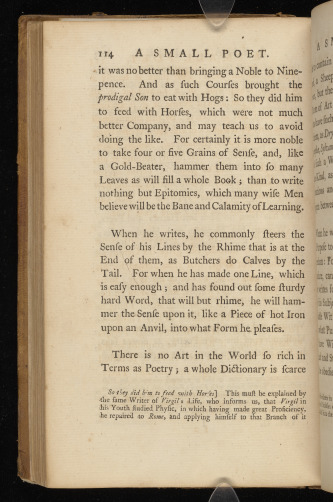 114 A SMALL POET.
it was no better than bringing a Noble to Nine-
pence. And as such Courses brought the
prodigal Son to eat with Hogs: So they did him
to feed with Horses, which were not much
better Company, and may teach us to avoid
doing the like. For certainly it is more noble
to take four or five Grains of Sense, and, like
a Gold-Beater, hammer them into so many
Leaves as will fill a whole Book; than to write
nothing but Epitomies, which many wise Men
believe will be the Bane and Calamity of Learning.
When he writes, he commonly steers the
Sense of his Lines by the Rhime that is at the
End of them, as Butchers do Calves by the
Tail. For when he has made one Line, which
is easy enough; and has found out some sturdy
hard Word, that will but rhime, he will ham-
mer the Sense upon it, like a Piece of hot Iron
upon an Anvil, into what Form he pleases.
There is no Art in the World so rich in
Terms as Poetry; a whole Dictionary is scarce
So they did him to feed with Horses] This must be explained by
the same Writer of Virgil's Life, who informs us, that Virgil in
his Youth studied Physic, in which having made great Proficiency,
he repaired to Rome, and applying himself to that Branch of it